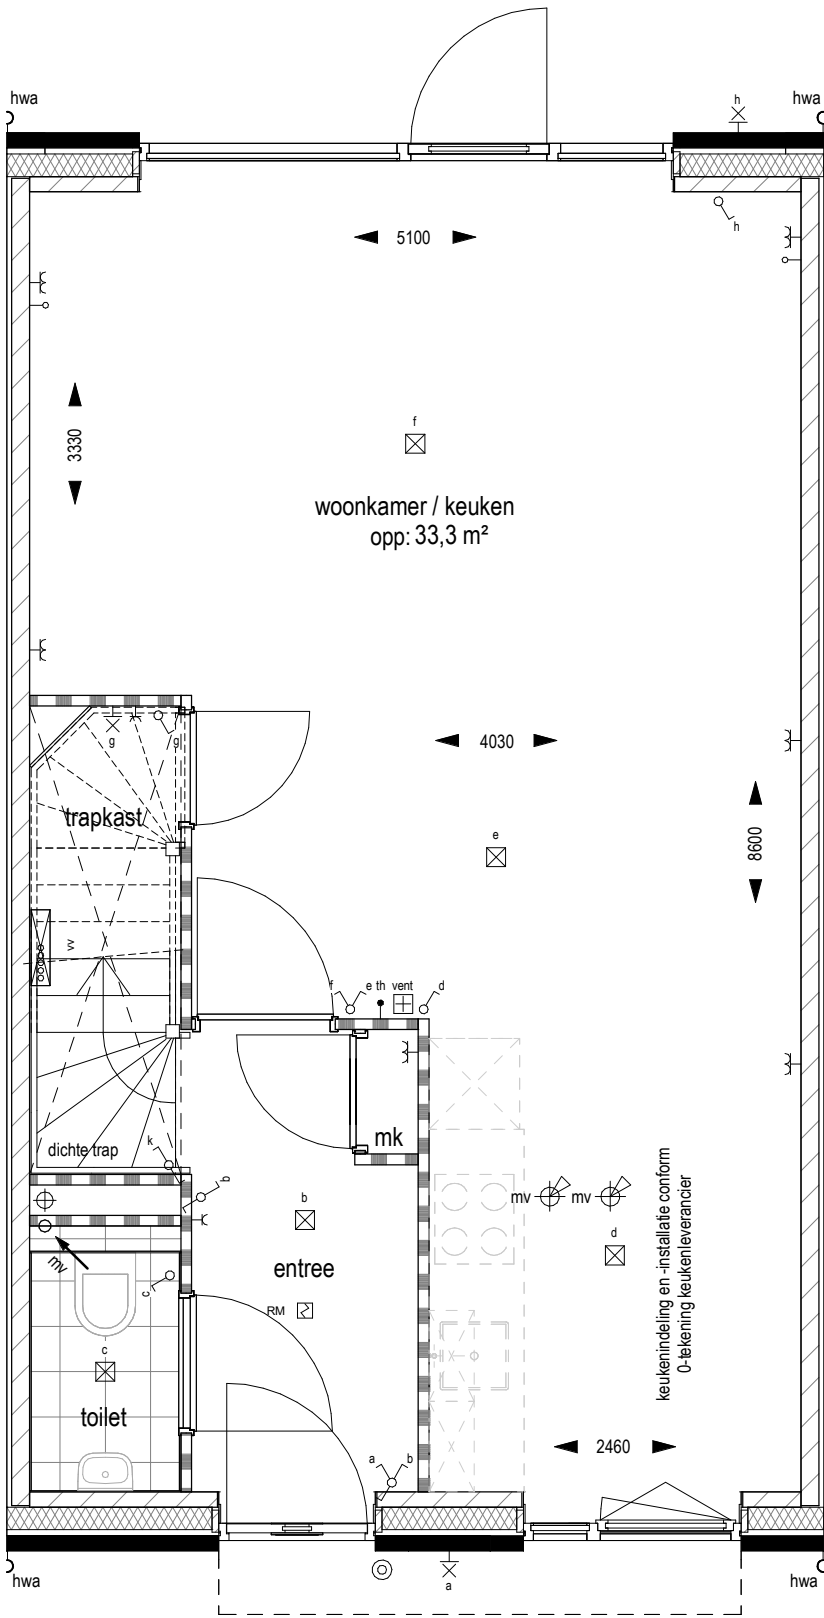 hwa
h
hwa
h
5100
3330
f
woonkamer / keuken
opp: 33,3 m²
g
g
4030
trapkast
8600
e
vv
f
e
th
vent
d
mk
dichte trap
k
b
b
mv
mv
d
keukenindeling en -installatie conform
0-tekening keukenleverancier
entree
mv
c
RM
c
toilet
2460
a
b
hwa
a
hwa